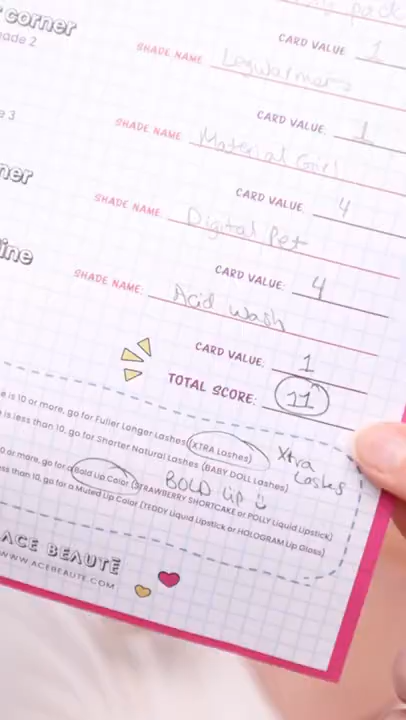 corner
ade 2
CARD VALUE: 1
SHADE NAME: Legwarmers
CARD VALUE: 1
e 3
SHADE NAME: Material Girl
ner
CARD VALUE: 4
SHADE NAME: Digital Pet
ine
CARD VALUE: 4
SHADE NAME: Acid Wash
CARD VALUE: 1
TOTAL SCORE: 11
e is 10 or more, go for Fuller Longer Lashes (XTRA Lashes)
is less than 10, go for Shorter Natural Lashes (BABY DOLL Lashes)
Xtra Lashes
0 or more, go for a Bold Lip Color (STRAWBERRY SHORTCAKE or POLLY Liquid Lipstick)
BOLD Lip
ess than 10, go for a Muted Lip Color (TEDDY Liquid Lipstick or HOLOGRAM Lip Gloss)
ACE BEAUTÉ
WWW.ACEBEAUTE.COM